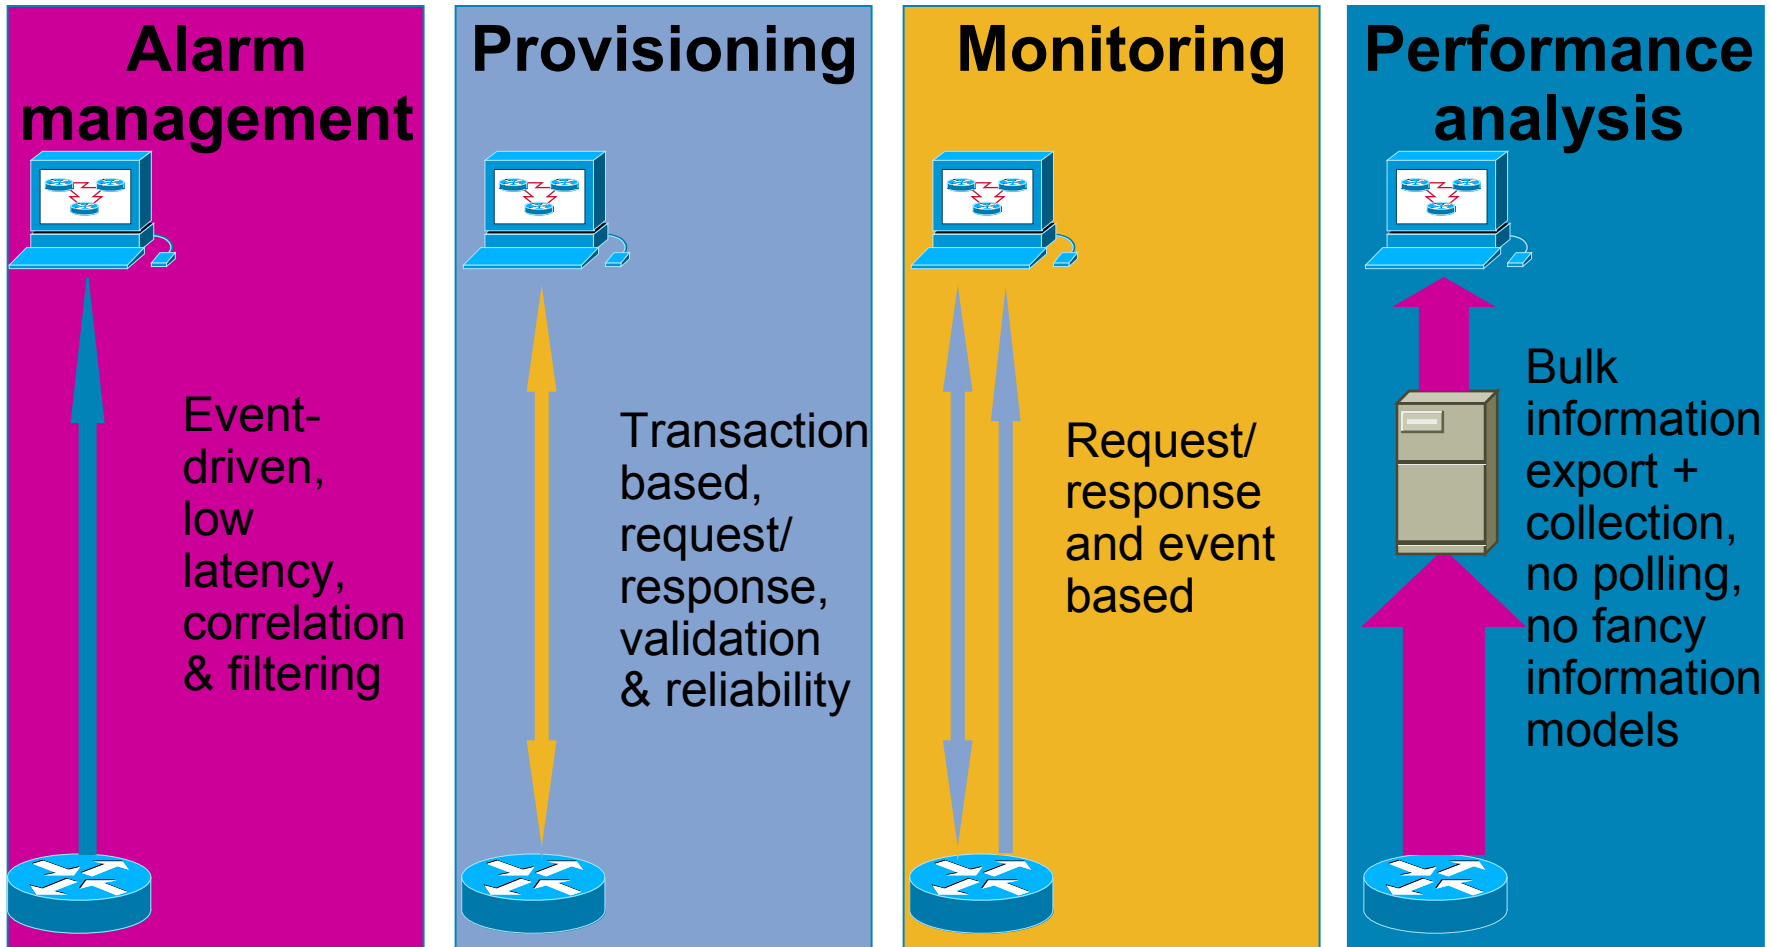 Alarm
management
Event-
driven,
low
latency,
correlation
& filtering
Provisioning
Transaction
based,
request/
response,
validation
& reliability
Monitoring
Request/
response
and event
based
Performance
analysis
Bulk
information
export +
collection,
no polling,
no fancy
information
models